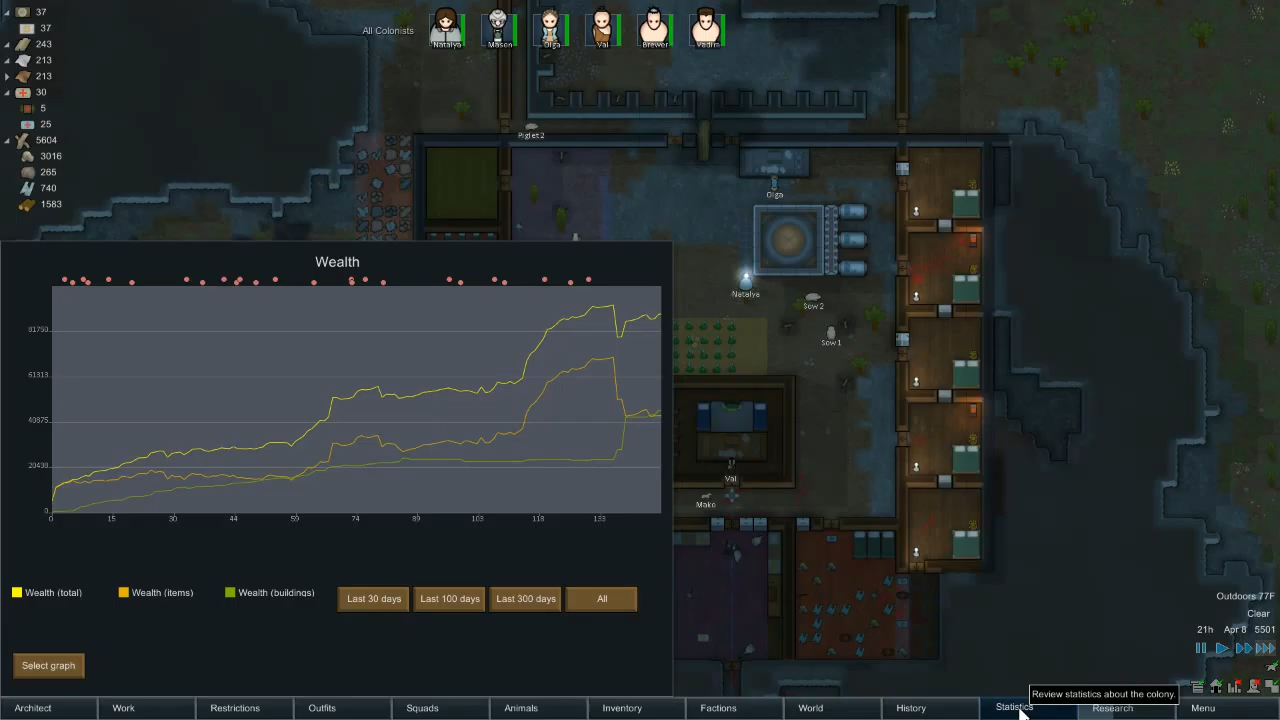 37
37
243
213
213
30
5
25
5604
3016
265
740
1583
All Colonists
Natalya
Mason
Olga
Val
Brewer
Vadim
Piglet 2
Olga
Natalya
Sow 2
Sow 1
Val
Mako
Wealth
81750
61313
40875
20438
0
0 15 30 44 59 74 89 103 118 133
Wealth (total)
Wealth (items)
Wealth (buildings)
Last 30 days
Last 100 days
Last 300 days
All
Select graph
Outdoors 77F
Clear
21h Apr 8 5501
Review statistics about the colony.
Architect
Work
Restrictions
Outfits
Squads
Animals
Inventory
Factions
World
History
Statistics
Research
Menu